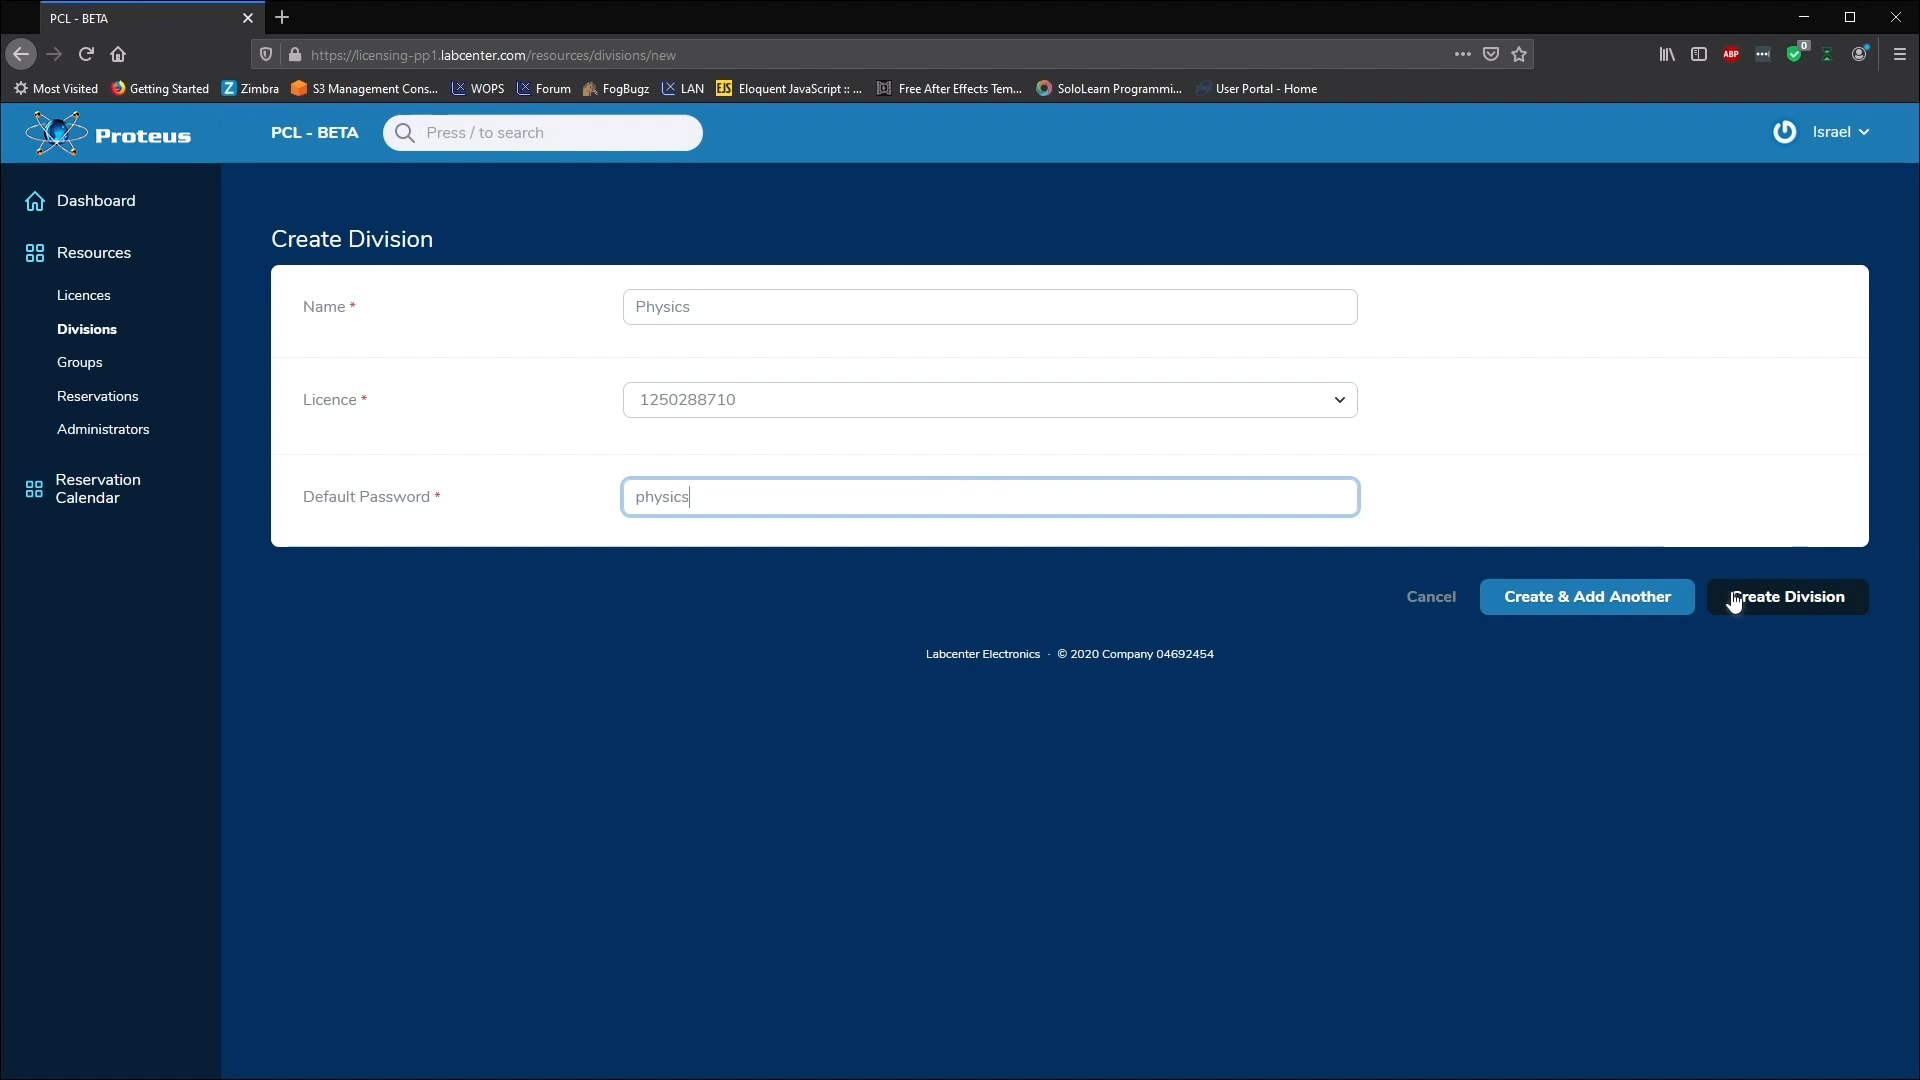 PCL - BETA
https://licensing-pp1.labcenter.com/resources/divisions/new
ABP
0
Most Visited
Getting Started
Z Zimbra
S3 Management Cons...
WOPS
Forum
FogBugz
LAN
EJS Eloquent JavaScript :: ...
Free After Effects Tem...
SoloLearn Programmi...
User Portal - Home
Proteus
PCL - BETA
Press / to search
Israel
Dashboard
Resources
Licences
Divisions
Groups
Reservations
Administrators
Reservation
Calendar
Create Division
Name *
Physics
Licence *
1250288710
Default Password *
physics
Cancel
Create & Add Another
Create Division
Labcenter Electronics · © 2020 Company 04692454